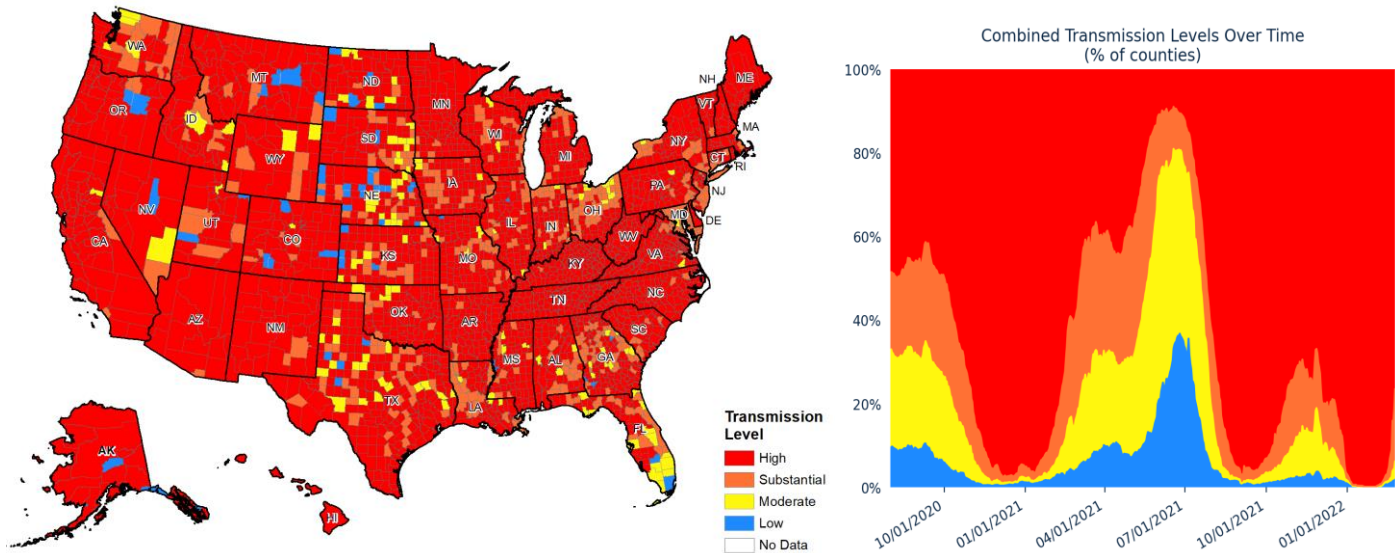 WA
MT
ND
MN
OR
ID
SD
WI
WY
MI
NY
VT
NH
ME
MA
CT
RI
NV
UT
CO
NE
IA
IL
IN
OH
PA
NJ
MD
DE
CA
KS
MO
WV
VA
KY
AZ
NM
OK
AR
TN
NC
SC
TX
LA
MS
AL
GA
FL
AK
HI
Transmission
Level
High
Substantial
Moderate
Low
No Data
Combined Transmission Levels Over Time
(% of counties)
100%
80%
60%
40%
20%
0%
10/01/2020
01/01/2021
04/01/2021
07/01/2021
10/01/2021
01/01/2022